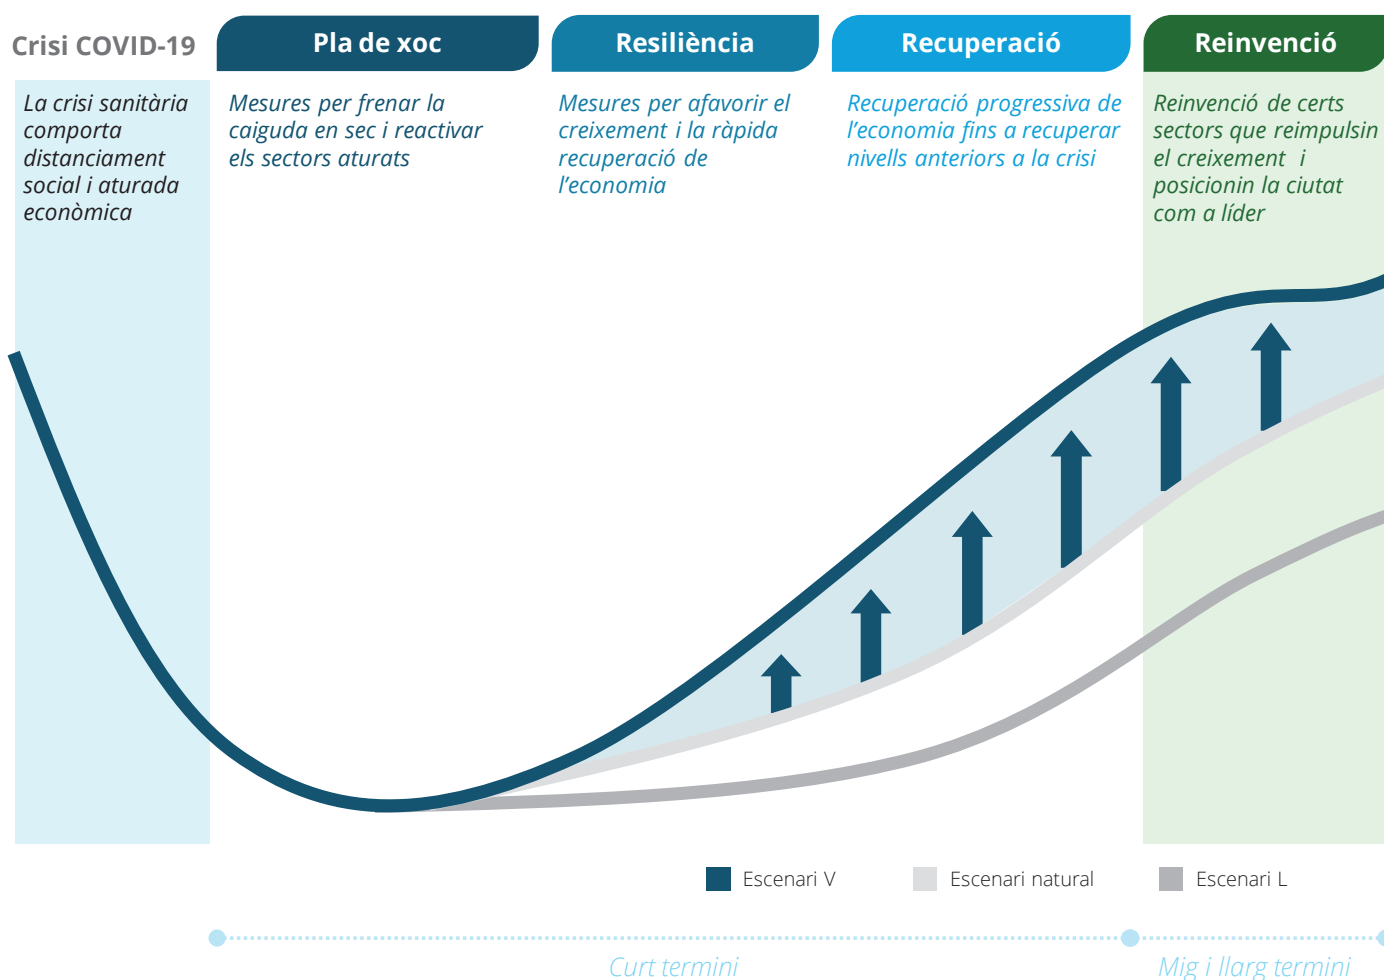 Crisi COVID-19
La crisi sanitària
comporta
distanciament
social i aturada
econòmica
Pla de xoc
Mesures per frenar la
caiguda en sec i reactivar
els sectors aturats
Resiliència
Mesures per afavorir el
creixement i la ràpida
recuperació de
l’economia
Recuperació
Recuperació progressiva de
l’economia fins a recuperar
nivells anteriors a la crisi
Reinvenció
Reinvenció de certs
sectors que reimpulsin
el creixement i
posicionin la ciutat
com a líder
Escenari V
Escenari natural
Escenari L
Curt termini
Mig i llarg termini